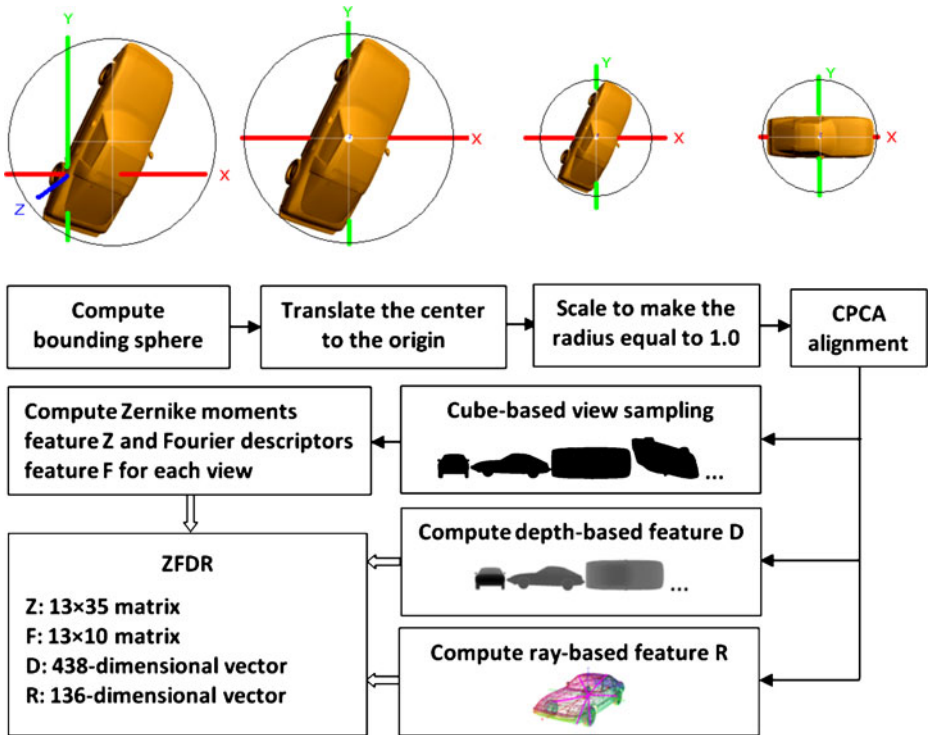 Y
X
Z
Y
X
Y
X
Y
X
Compute
bounding sphere
Translate the center
to the origin
Scale to make the
radius equal to 1.0
CPCA
alignment
Compute Zernike moments
feature Z and Fourier descriptors
feature F for each view
Cube-based view sampling
...
Compute depth-based feature D
...
ZFDR
Z: 13×35 matrix
F: 13×10 matrix
D: 438-dimensional vector
R: 136-dimensional vector
Compute ray-based feature R